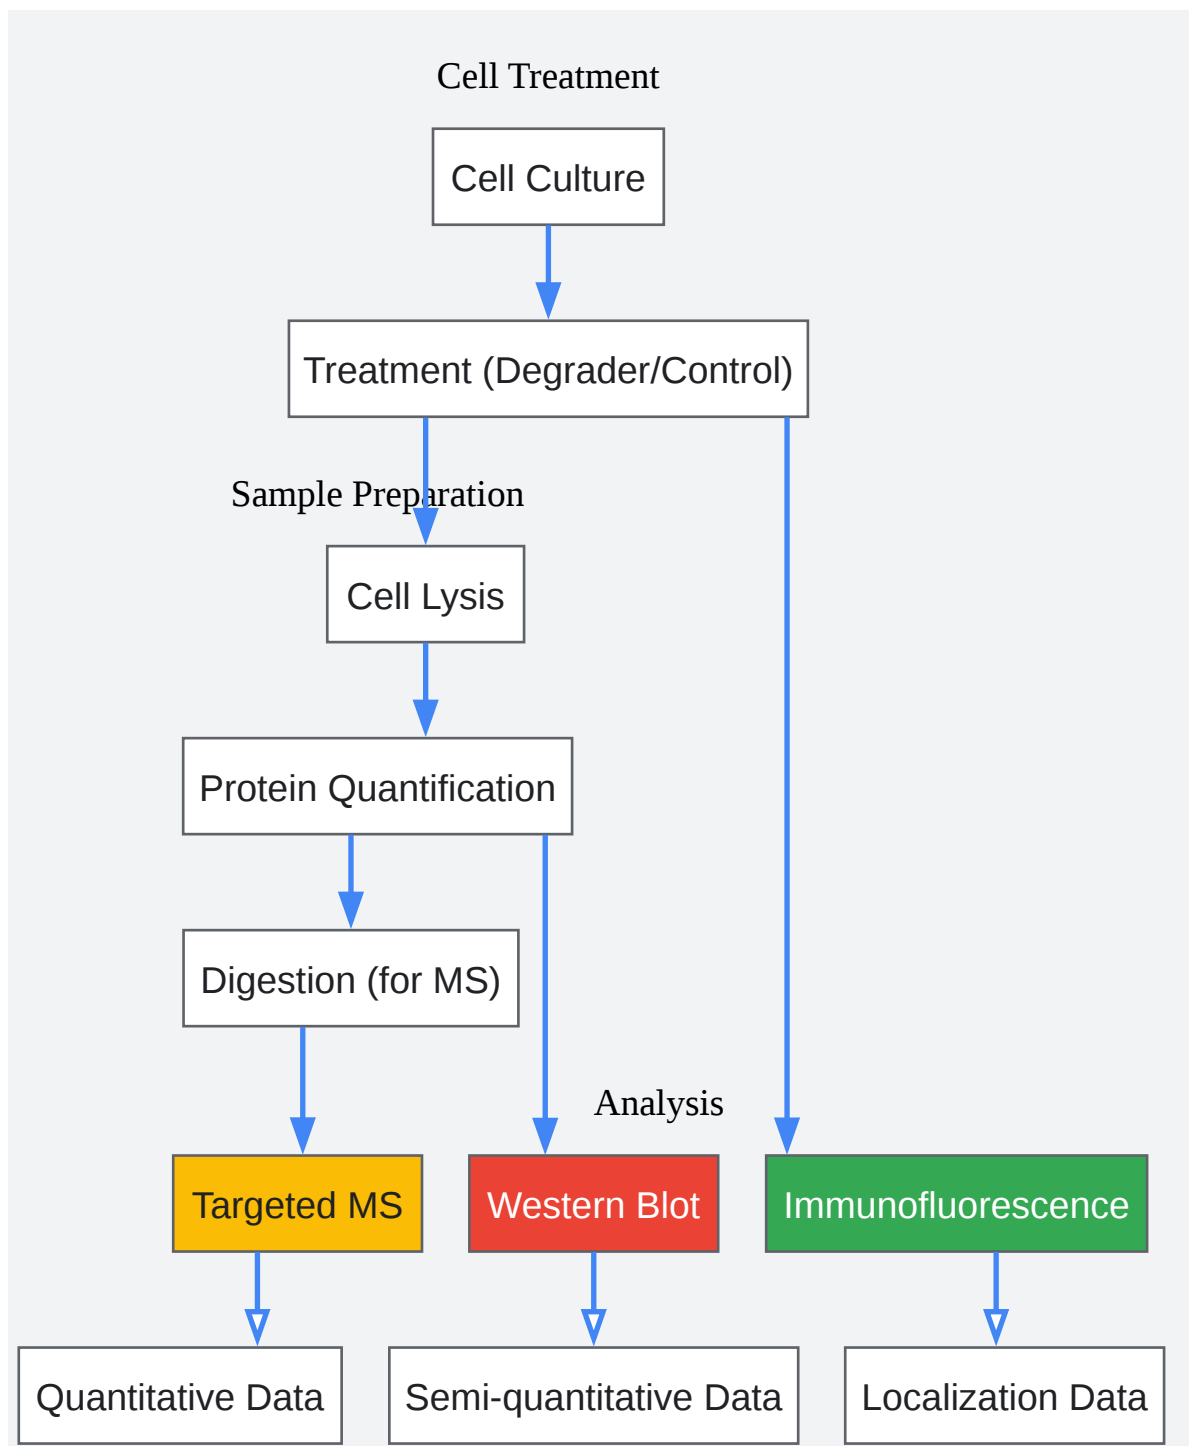 Cell Treatment
Cell Culture
Treatment (Degrader/Control)
Sample Preparation
Cell Lysis
Protein Quantification
Digestion (for MS)
Analysis
Targeted MS
Western Blot
Immunofluorescence
Quantitative Data
Semi-quantitative Data
Localization Data